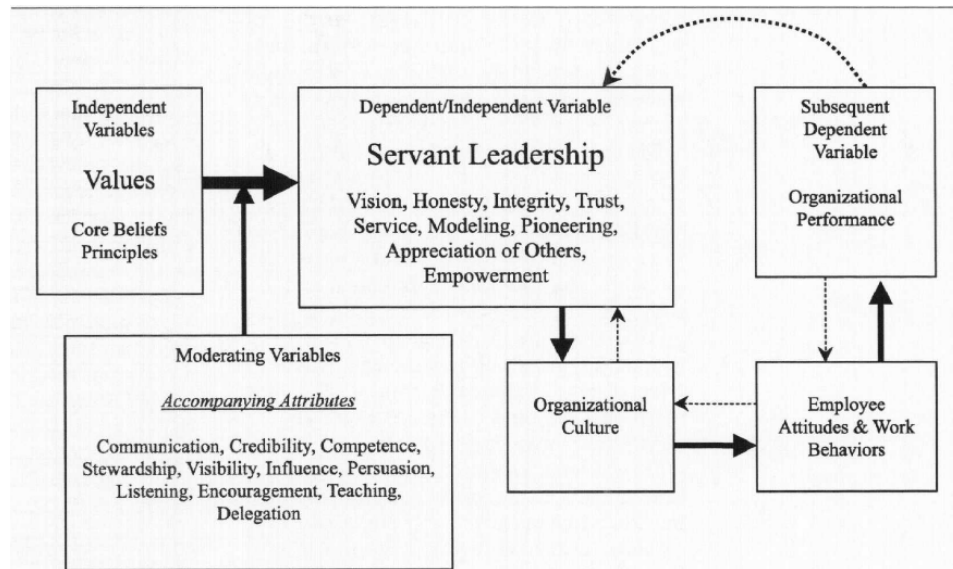 Independent
Variables
Values
Core Beliefs
Principles
Dependent/Independent Variable
Servant Leadership
Vision, Honesty, Integrity, Trust,
Service, Modeling, Pioneering,
Appreciation of Others,
Empowerment
Subsequent
Dependent
Variable
Organizational
Performance
Moderating Variables
Accompanying Attributes
Communication, Credibility, Competence,
Stewardship, Visibility, Influence, Persuasion,
Listening, Encouragement, Teaching,
Delegation
Organizational
Culture
Employee
Attitudes & Work
Behaviors